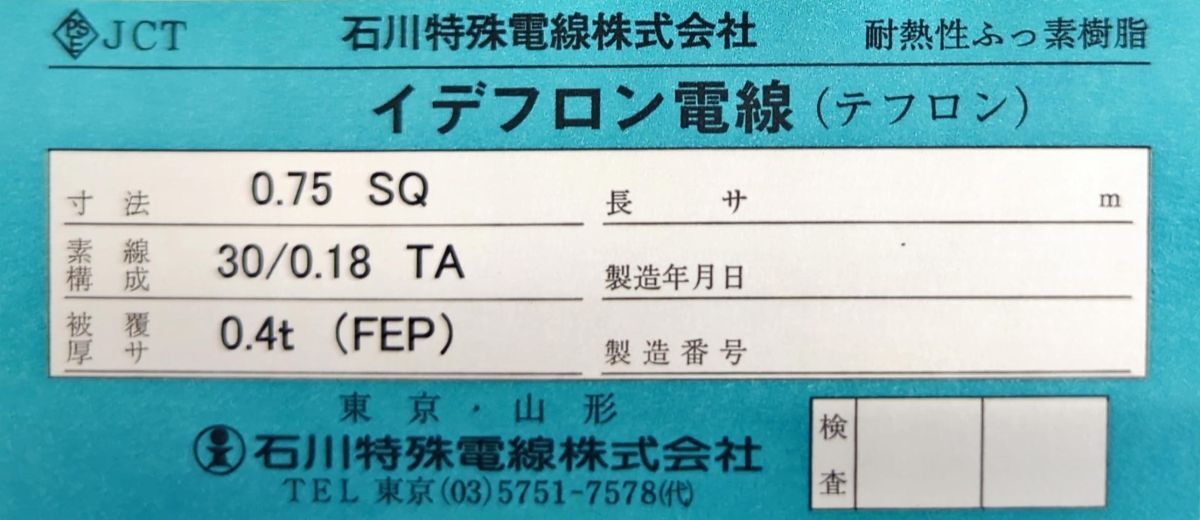 PSE JCT 石川特殊電線株式会社 耐熱性ふっ素樹脂
イデフロン電線(テフロン)
寸法 0.75 SQ 長サ m
素線構成 30/0.18 TA 製造年月日
被覆厚サ 0.4t (FEP) 製造番号
東京・山形
石川特殊電線株式会社
TEL 東京(03)5751-7578(代)
検査